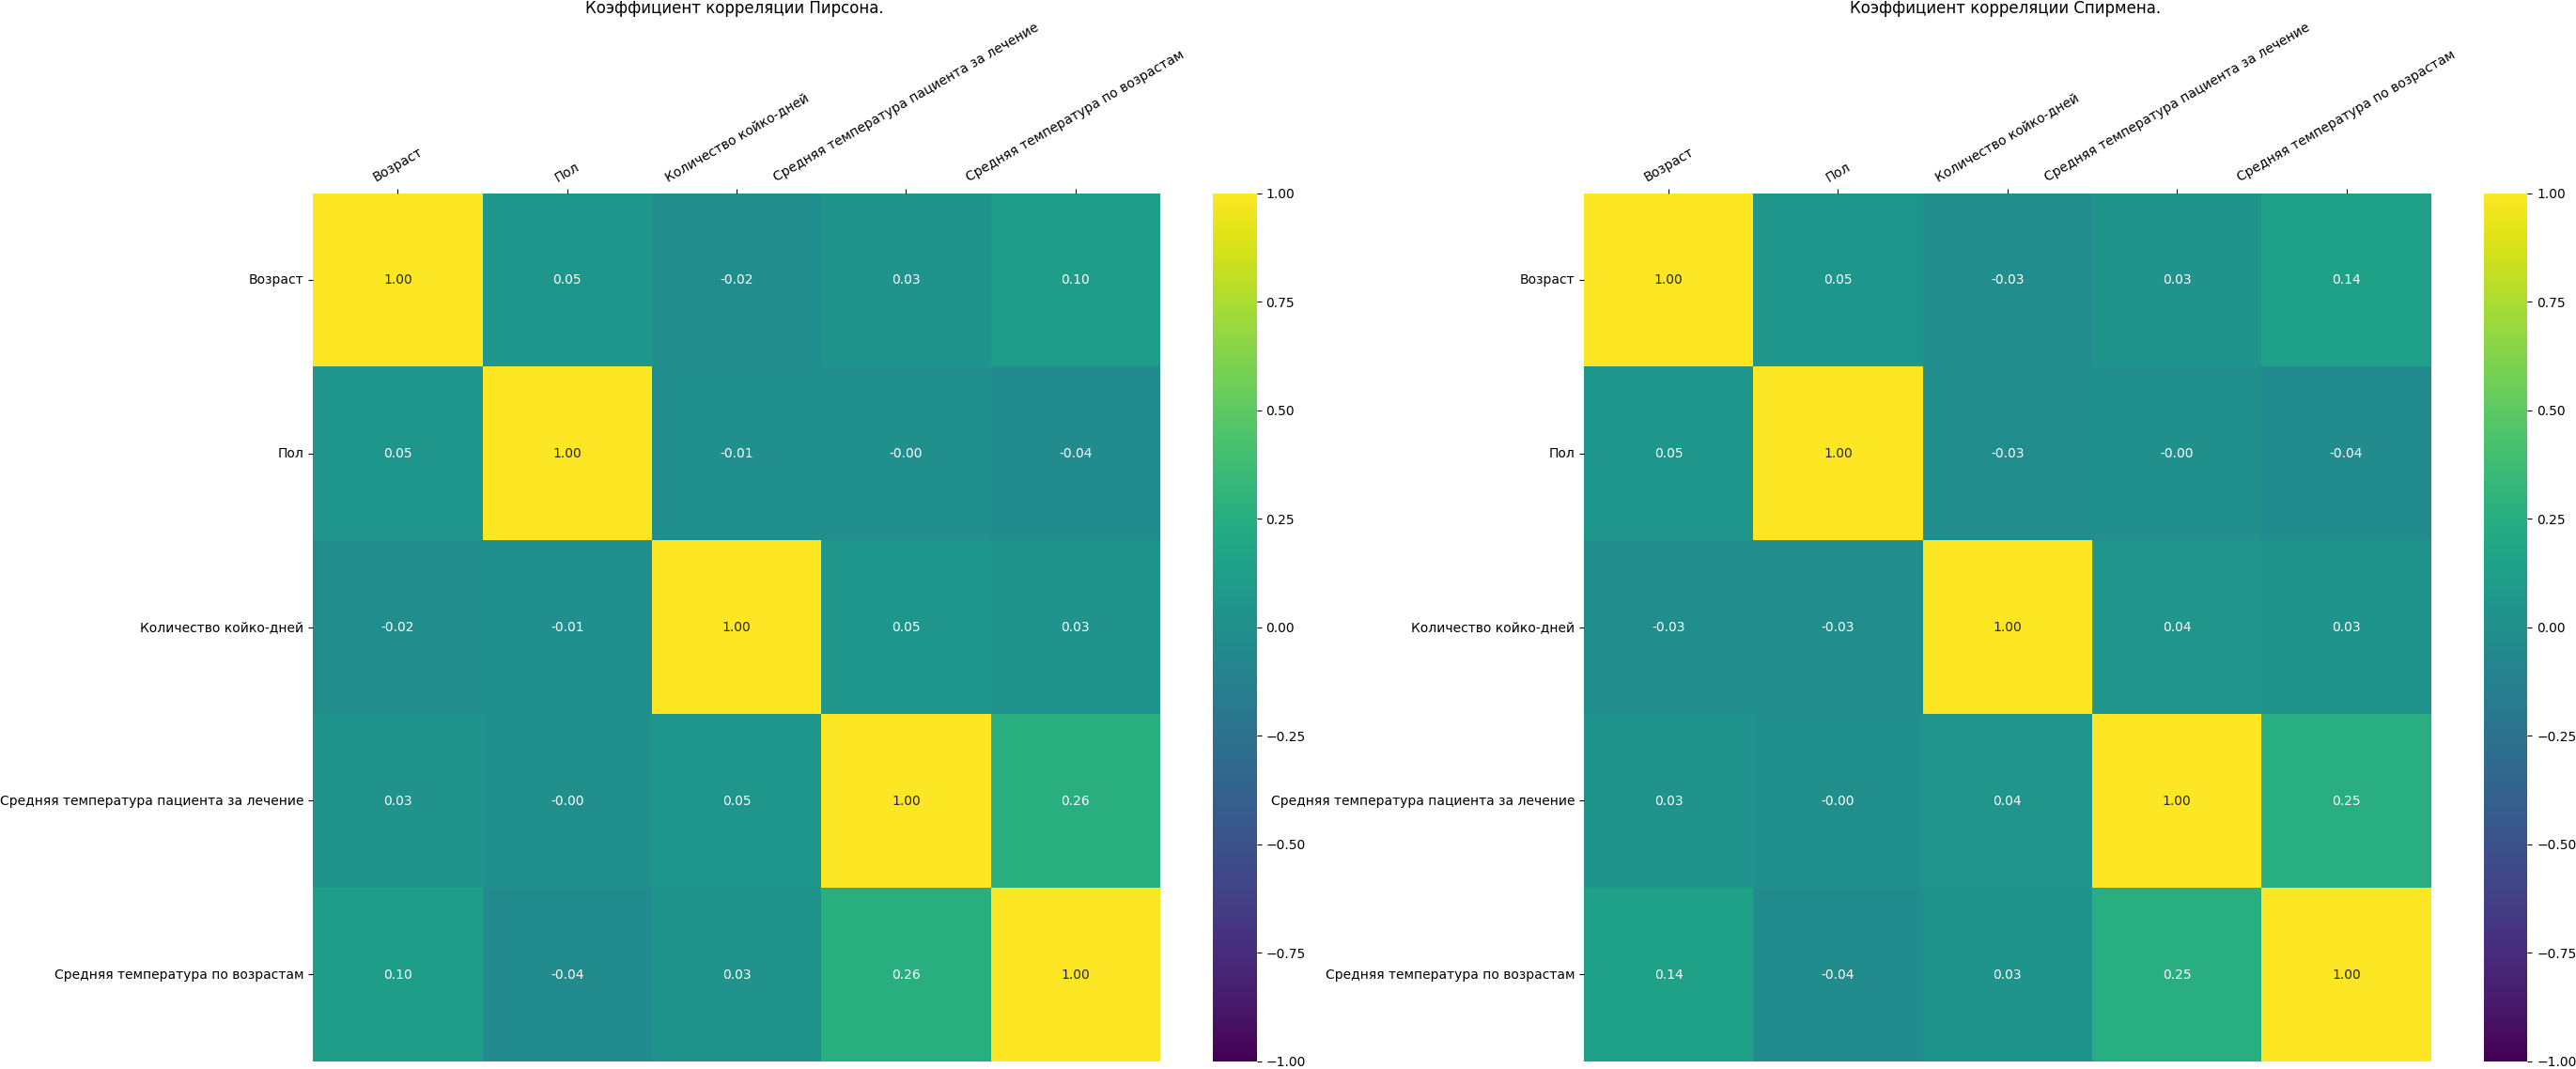 Коэффициент корреляции Пирсона.
Возраст
Пол
Количество койко-дней
Средняя температура пациента за лечение
Средняя температура по возрастам
Возраст 1.00 0.05 -0.02 0.03 0.10
Пол 0.05 1.00 -0.01 -0.00 -0.04
Количество койко-дней -0.02 -0.01 1.00 0.05 0.03
Средняя температура пациента за лечение 0.03 -0.00 0.05 1.00 0.26
Средняя температура по возрастам 0.10 -0.04 0.03 0.26 1.00
1.00
0.75
0.50
0.25
0.00
−0.25
−0.50
−0.75
−1.00
Коэффициент корреляции Спирмена.
Возраст
Пол
Количество койко-дней
Средняя температура пациента за лечение
Средняя температура по возрастам
Возраст 1.00 0.05 -0.03 0.03 0.14
Пол 0.05 1.00 -0.03 -0.00 -0.04
Количество койко-дней -0.03 -0.03 1.00 0.04 0.03
Средняя температура пациента за лечение 0.03 -0.00 0.04 1.00 0.25
Средняя температура по возрастам 0.14 -0.04 0.03 0.25 1.00
1.00
0.75
0.50
0.25
0.00
−0.25
−0.50
−0.75
−1.00